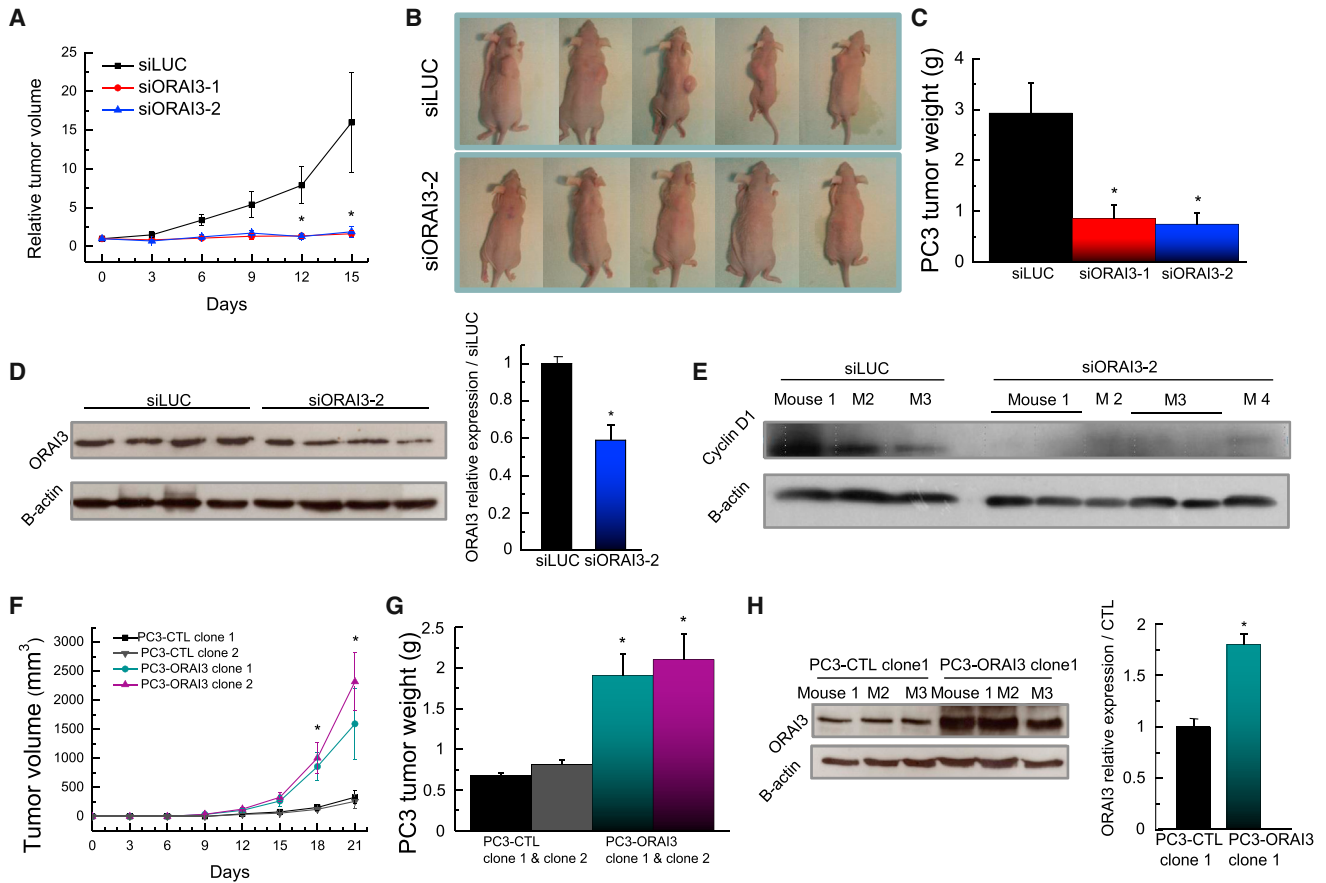 A
Relative tumor volume
25
20
15
10
5
0
siLUC
siORAI3-1
siORAI3-2
*
*
0 3 6 9 12 15
Days
B
siLUC
siORAI3-2
C
PC3 tumor weight (g)
4
3
2
1
0
*
*
siLUC siORAI3-1 siORAI3-2
D
siLUC siORAI3-2
ORAI3
B-actin
ORAI3 relative expression / siLUC
1
0.8
0.6
0.4
0.2
0
*
siLUC siORAI3-2
E
siLUC siORAI3-2
Mouse 1 M2 M3 Mouse 1 M 2 M3 M 4
Cyclin D1
B-actin
F
Tumor volume (mm³)
3000
2500
2000
1500
1000
500
0
PC3-CTL clone 1
PC3-CTL clone 2
PC3-ORAI3 clone 1
PC3-ORAI3 clone 2
*
*
0 3 6 9 12 15 18 21
Days
G
PC3 tumor weight (g)
2.5
2
1.5
1
0.5
0
*
*
PC3-CTL PC3-ORAI3
clone 1 & clone 2 clone 1 & clone 2
H
PC3-CTL clone1 PC3-ORAI3 clone1
Mouse 1 M2 M3 Mouse 1 M2 M3
ORAI3
B-actin
ORAI3 relative expression / CTL
2
1.5
1
0.5
0
*
PC3-CTL PC3-ORAI3
clone 1 clone 1